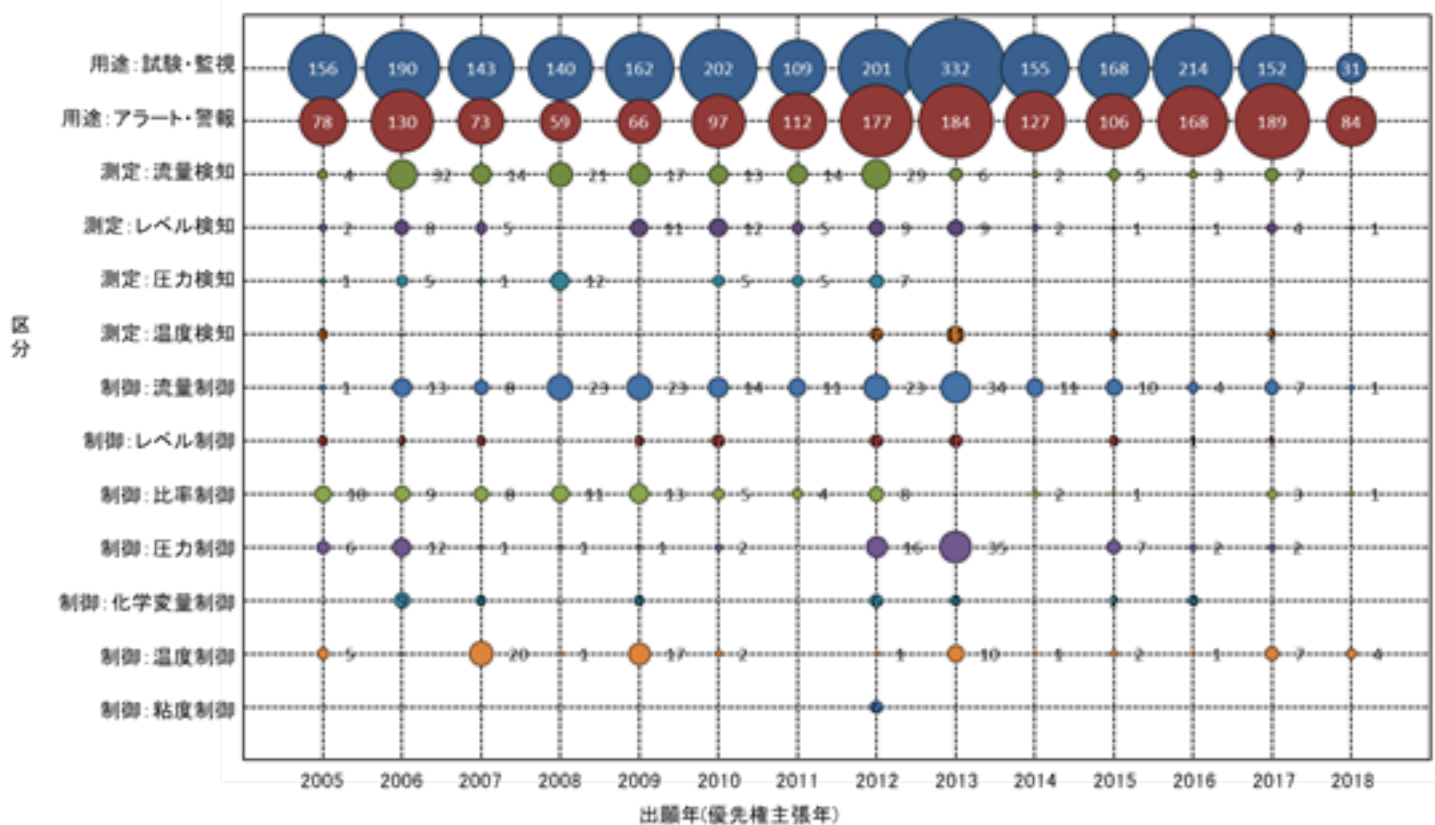 用途：試験・監視 156 190 143 140 162 202 109 201 332 155 168 214 152 31
用途：アラート・警報 78 130 73 59 66 97 112 177 184 127 106 168 189 84
測定：流量検知 4 32 14 21 17 13 14 29 6 2 5 3 7
測定：レベル検知 2 8 5 11 12 5 9 9 2 1 1 4 1
測定：圧力検知 1 5 1 12 5 5 7
測定：温度検知
区分
制御：流量制御 1 13 8 23 23 14 11 23 34 11 10 4 7 1
制御：レベル制御
制御：比率制御 10 9 8 11 13 5 4 8 2 1 3 1
制御：圧力制御 6 12 1 1 1 2 16 35 7 2 2
制御：化学変量制御
制御：温度制御 5 20 1 17 2 1 10 1 2 1 7 4
制御：粘度制御
2005 2006 2007 2008 2009 2010 2011 2012 2013 2014 2015 2016 2017 2018
出願年(優先権主張年)